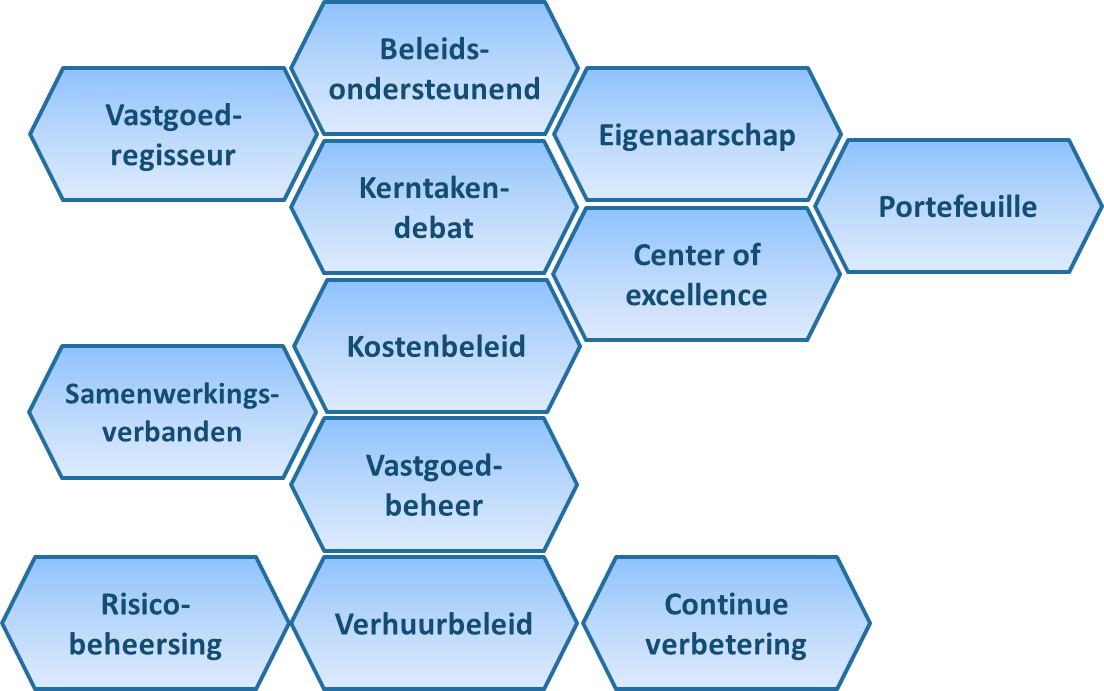 Beleids-
ondersteunend
Vastgoed-
regisseur
Eigenaarschap
Kerntaken-
debat
Portefeuille
Center of
excellence
Kostenbeleid
Samenwerkings-
verbanden
Vastgoed-
beheer
Risico-
beheersing
Verhuurbeleid
Continue
verbetering